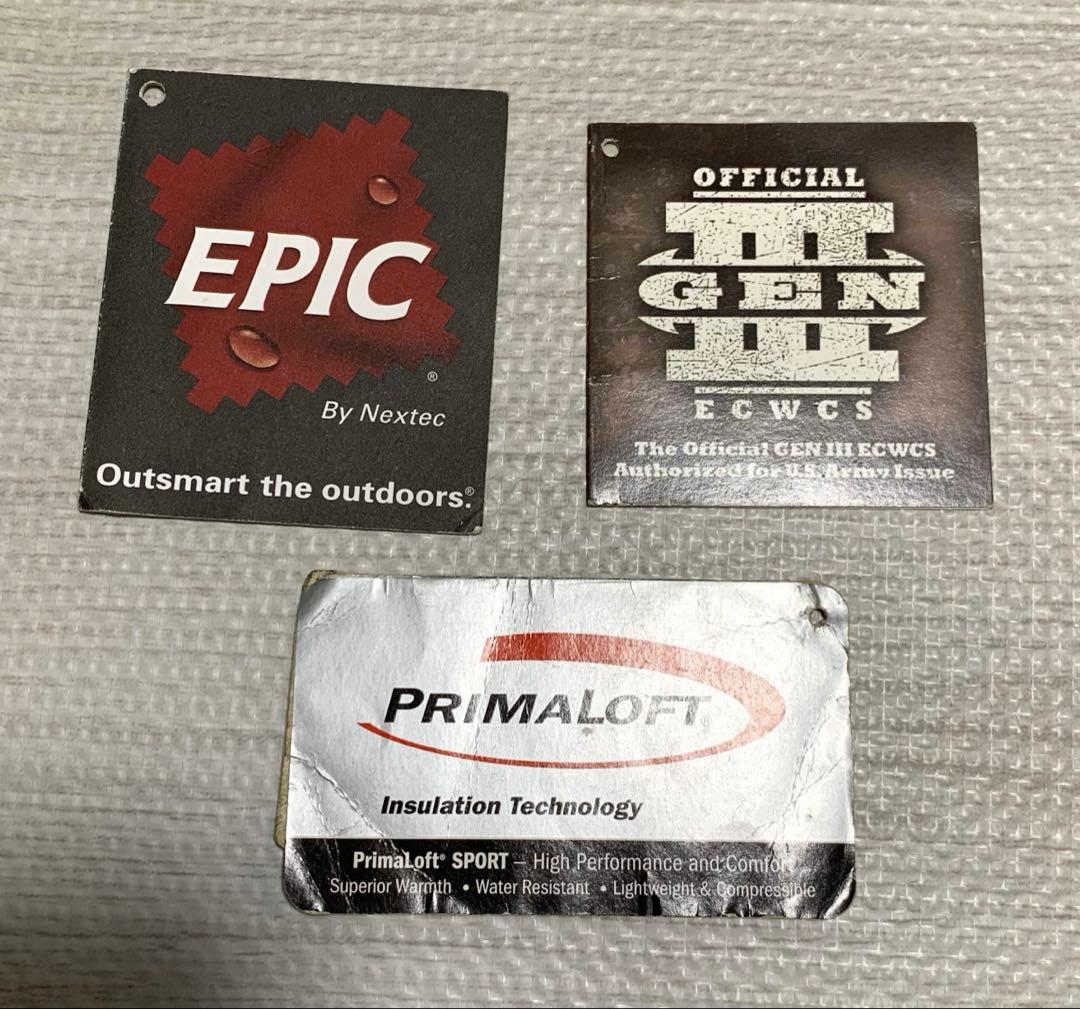 EPIC
®
By Nextec
Outsmart the outdoors.®
OFFICIAL
III
GEN
III
ECWCS
The Official GEN III ECWCS
Authorized for U.S. Army Issue
PRIMALOFT®
Insulation Technology
PrimaLoft® SPORT – High Performance and Comfort
Superior Warmth • Water Resistant • Lightweight & Compressible